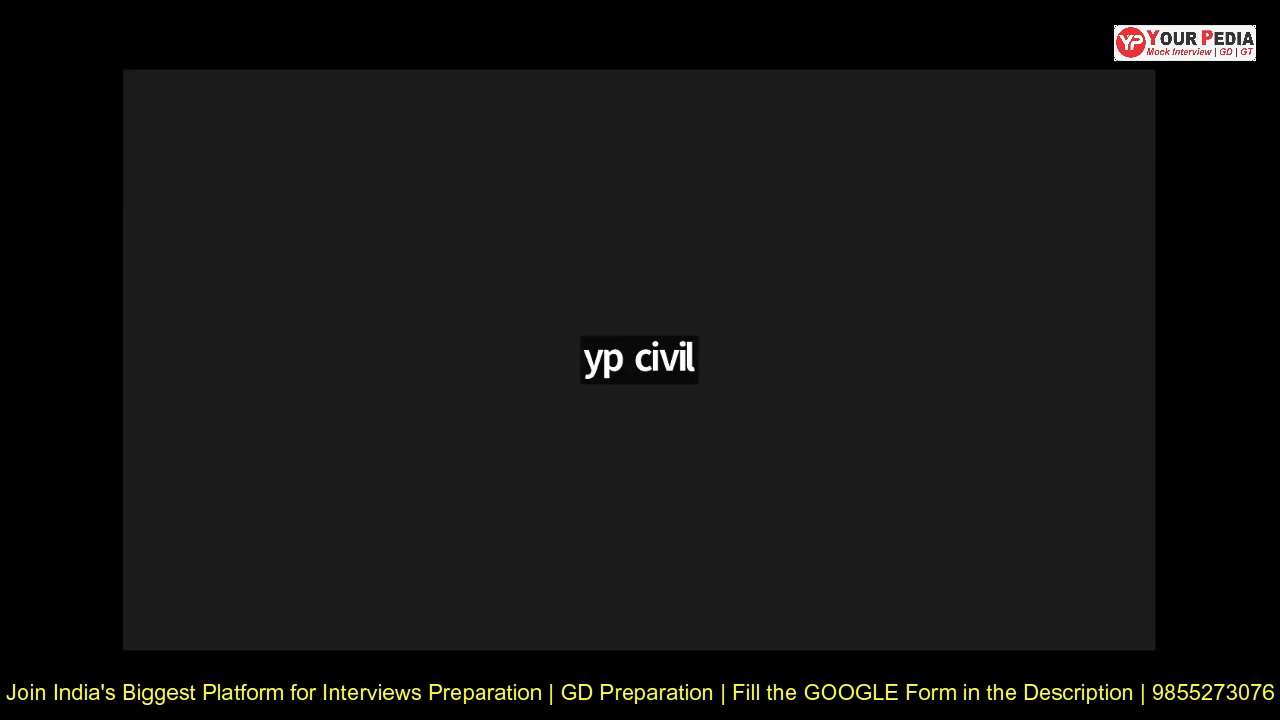 YP YOUR PEDIA
Mock Interview | GD | GT
yp civil
Join India's Biggest Platform for Interviews Preparation | GD Preparation | Fill the GOOGLE Form in the Description | 9855273076